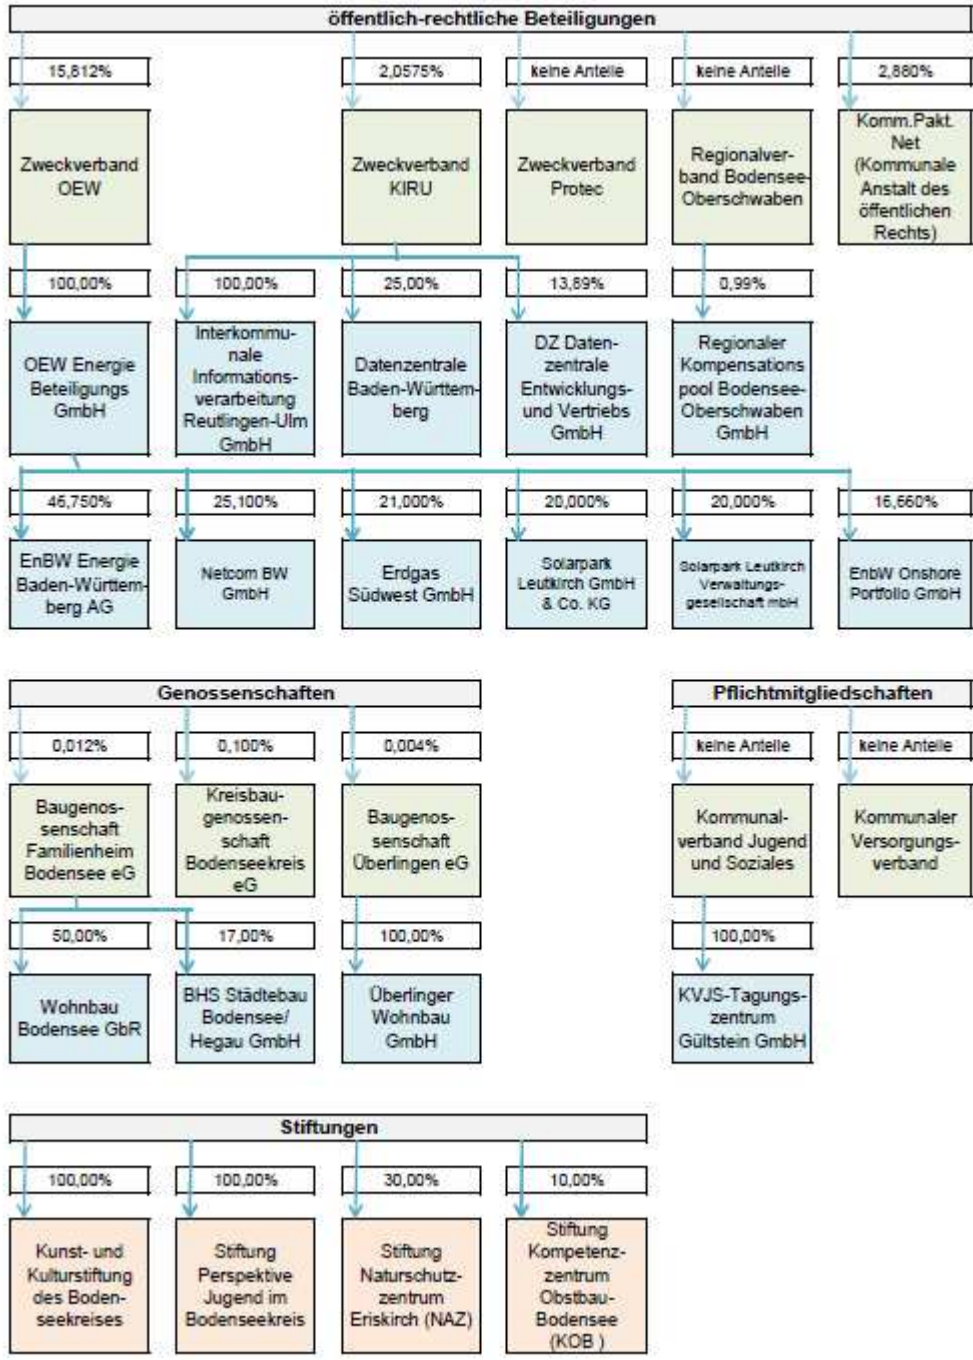 öffentlich-rechtliche Beteiligungen
15,812%
2,0575%
keine Anteile
keine Anteile
2,880%
Zweckverband
OEW
Zweckverband
KIRU
Zweckverband
Protec
Regionalver-
band Bodensee-
Oberschwaben
Komm.Pakt.
Net
(Kommunale
Anstalt des
öffentlichen
Rechts)
100,00%
100,00%
25,00%
13,89%
0,99%
OEW Energie
Beteiligungs
GmbH
Interkommu-
nale
Informations-
verarbeitung
Reutlingen-Ulm
GmbH
Datenzentrale
Baden-Württem-
berg
DZ Daten-
zentrale
Entwicklungs-
und Vertriebs
GmbH
Regionaler
Kompensations
pool Bodensee-
Oberschwaben
GmbH
46,750%
25,100%
21,000%
20,000%
20,000%
16,660%
EnBW Energie
Baden-Württem-
berg AG
Netcom BW
GmbH
Erdgas
Südwest GmbH
Solarpark
Leutkirch GmbH
& Co. KG
Solarpark Leutkirch
Verwaltungs-
gesellschaft mbH
EnbW Onshore
Portfolio GmbH
Genossenschaften
0,012%
0,100%
0,004%
Baugenos-
senschaft
Familienheim
Bodensee eG
Kreisbau-
genossen-
schaft
Bodenseekreis
eG
Baugenos-
senschaft
Überlingen eG
50,00%
17,00%
100,00%
Wohnbau
Bodensee GbR
BHS Städtebau
Bodensee/
Hegau GmbH
Überlinger
Wohnbau
GmbH
Pflichtmitgliedschaften
keine Anteile
keine Anteile
Kommunal-
verband Jugend
und Soziales
Kommunaler
Versorgungs-
verband
100,00%
KVJS-Tagungs-
zentrum
Gültstein GmbH
Stiftungen
100,00%
100,00%
30,00%
10,00%
Kunst- und
Kulturstiftung
des Boden-
seekreises
Stiftung
Perspektive
Jugend im
Bodenseekreis
Stiftung
Naturschutz-
zentrum
Eriskirch (NAZ)
Stiftung
Kompetenz-
zentrum
Obstbau-
Bodensee
(KOB )